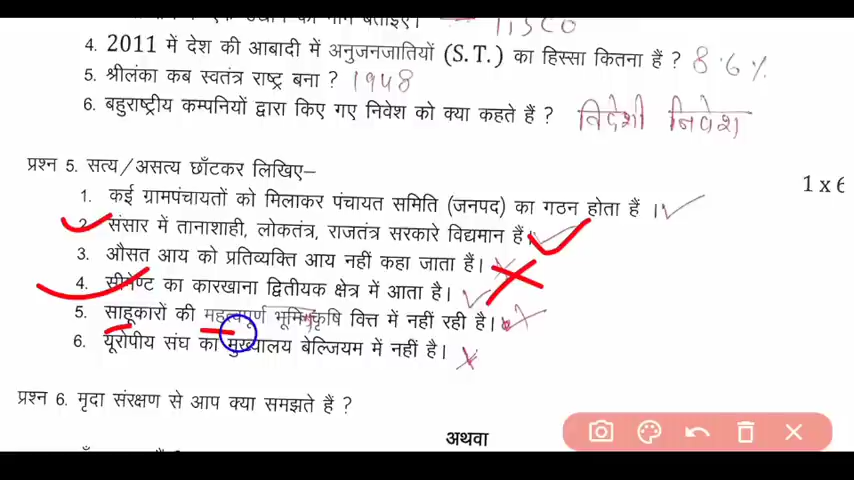 TISCO
4. 2011 में देश की आबादी में अनुजनजातियों (S.T.) का हिस्सा कितना हैं ? 8.6%
5. श्रीलंका कब स्वतंत्र राष्ट्र बना ? 1948
6. बहुराष्ट्रीय कम्पनियों द्वारा किए गए निवेश को क्या कहते हैं ? विदेशी निवेश
प्रश्न 5. सत्य/असत्य छाँटकर लिखिए-
1 x 6
1. कई ग्रामपंचायतों को मिलाकर पंचायत समिति (जनपद) का गठन होता हैं ।
2. संसार में तानाशाही, लोकतंत्र, राजतंत्र सरकारे विद्यमान हैं।
3. औसत आय को प्रतिव्यक्ति आय नहीं कहा जाता हैं।
4. सीमेण्ट का कारखाना द्वितीयक क्षेत्र में आता है।
5. साहूकारों की महत्वपूर्ण भूमिका कृषि वित्त में नहीं रही है।
6. यूरोपीय संघ का मुख्यालय बेल्जियम में नहीं है।
प्रश्न 6. मृदा संरक्षण से आप क्या समझते हैं ?
अथवा